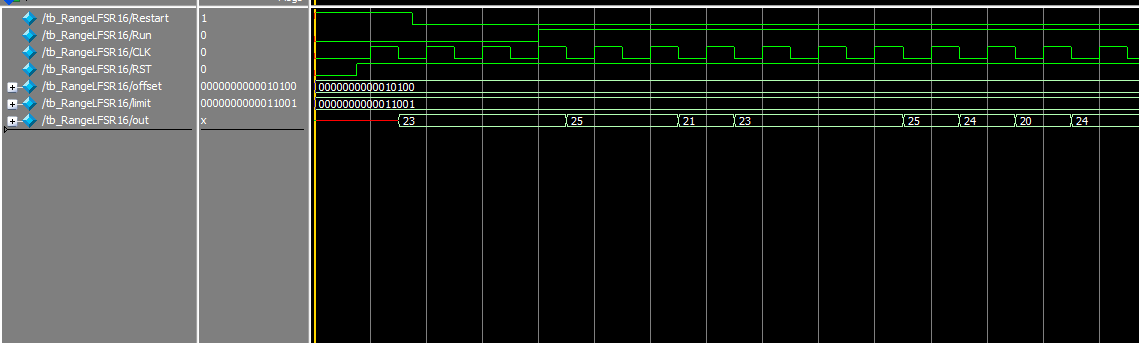 /tb_RangeLFSR16/Restart 1
/tb_RangeLFSR16/Run 0
/tb_RangeLFSR16/CLK 0
/tb_RangeLFSR16/RST 0
/tb_RangeLFSR16/offset 0000000000010100 0000000000010100
/tb_RangeLFSR16/limit 0000000000011001 0000000000011001
/tb_RangeLFSR16/out x 23 25 21 23 25 24 20 24